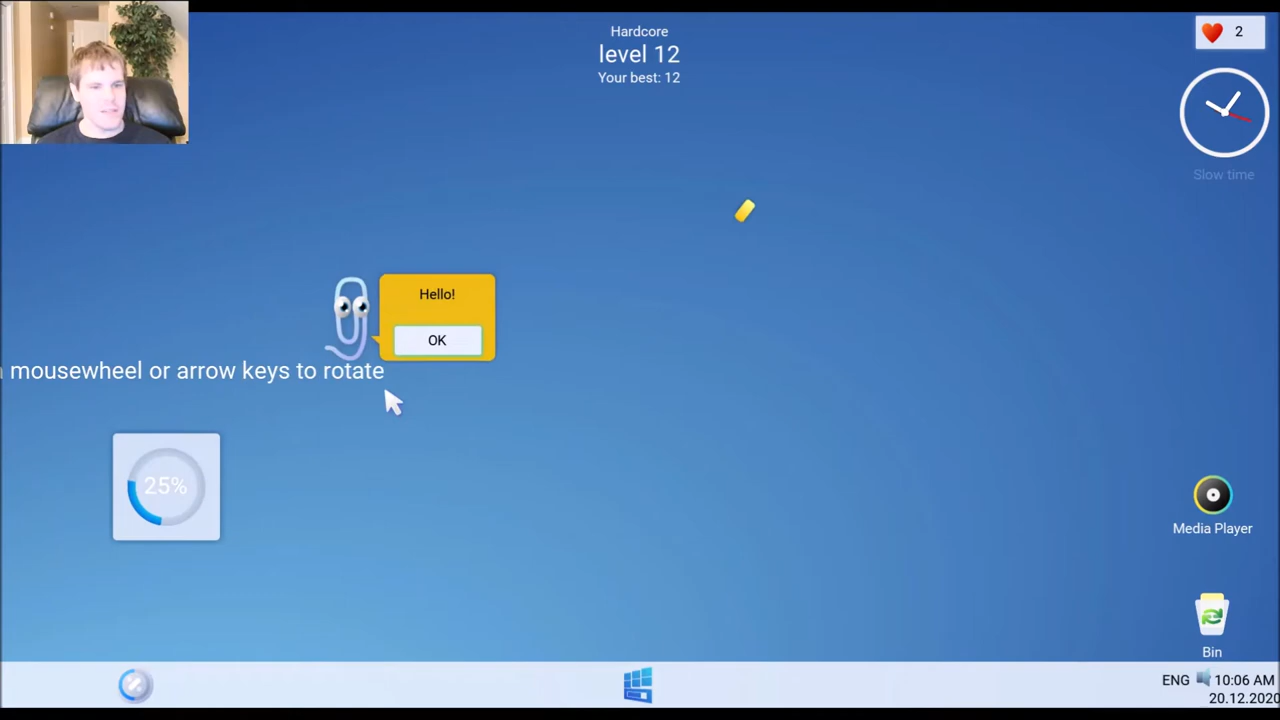 Hardcore
level 12
Your best: 12
2
Slow time
Hello!
OK
mousewheel or arrow keys to rotate
25%
Media Player
Bin
ENG 10:06 AM
20.12.2020